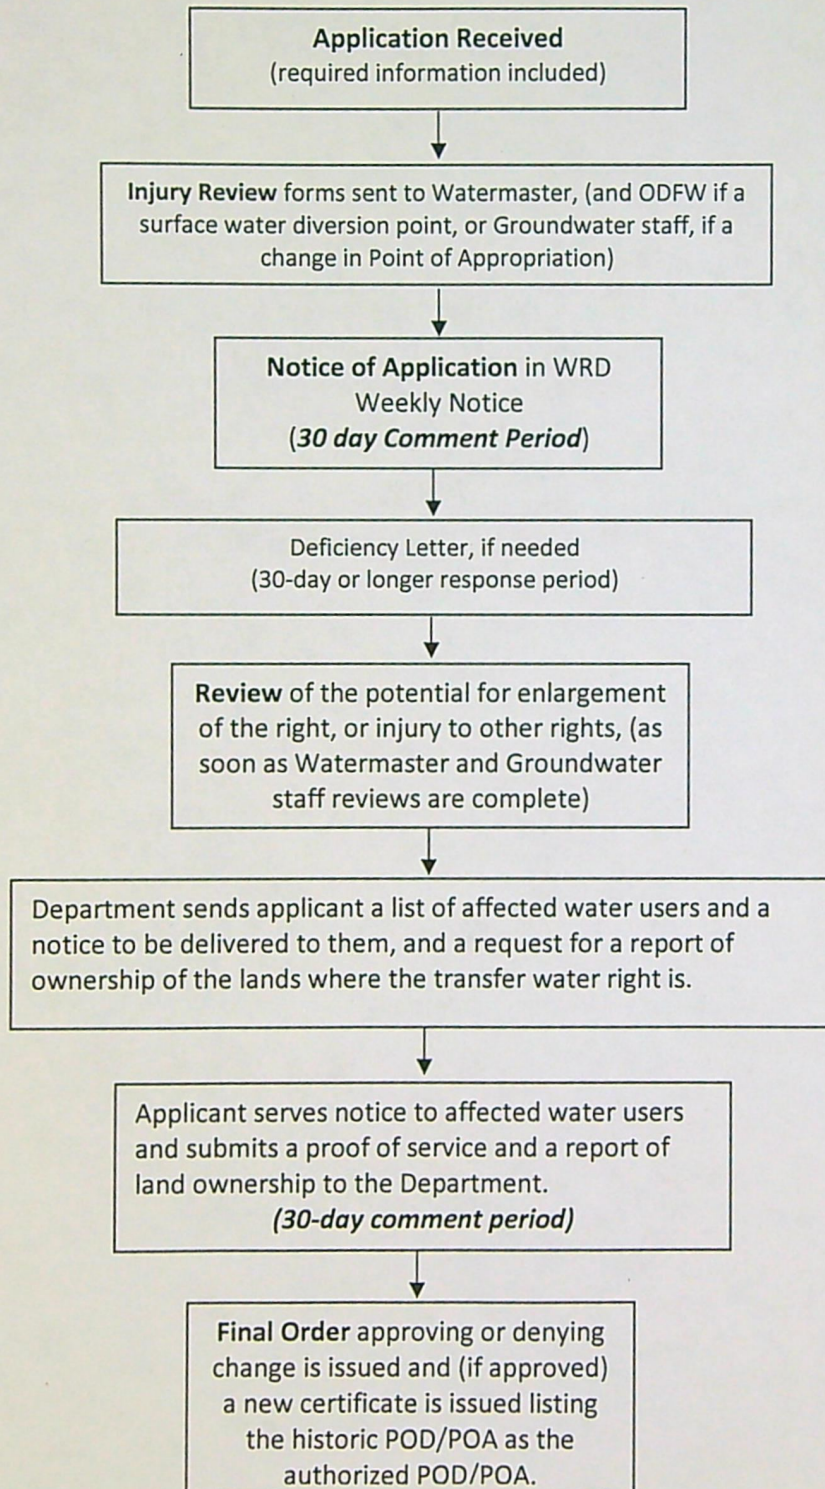 Application Received
(required information included)
Injury Review forms sent to Watermaster, (and ODFW if a
surface water diversion point, or Groundwater staff, if a
change in Point of Appropriation)
Notice of Application in WRD
Weekly Notice
(30 day Comment Period)
Deficiency Letter, if needed
(30-day or longer response period)
Review of the potential for enlargement
of the right, or injury to other rights, (as
soon as Watermaster and Groundwater
staff reviews are complete)
Department sends applicant a list of affected water users and a
notice to be delivered to them, and a request for a report of
ownership of the lands where the transfer water right is.
Applicant serves notice to affected water users
and submits a proof of service and a report of
land ownership to the Department.
(30-day comment period)
Final Order approving or denying
change is issued and (if approved)
a new certificate is issued listing
the historic POD/POA as the
authorized POD/POA.